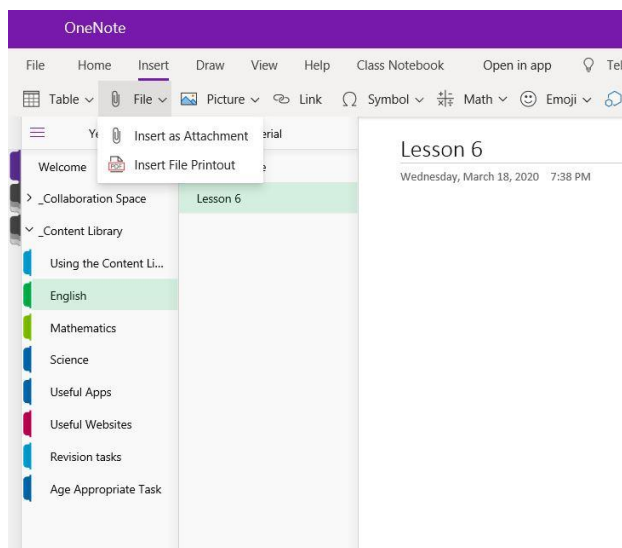 OneNote
File Home Insert Draw View Help Class Notebook Open in app
Table File Picture Link Symbol Math Emoji
Insert as Attachment
Insert File Printout
Lesson 6
Wednesday, March 18, 2020 7:38 PM
Welcome
_Collaboration Space
Lesson 6
_Content Library
Using the Content Li...
English
Mathematics
Science
Useful Apps
Useful Websites
Revision tasks
Age Appropriate Task